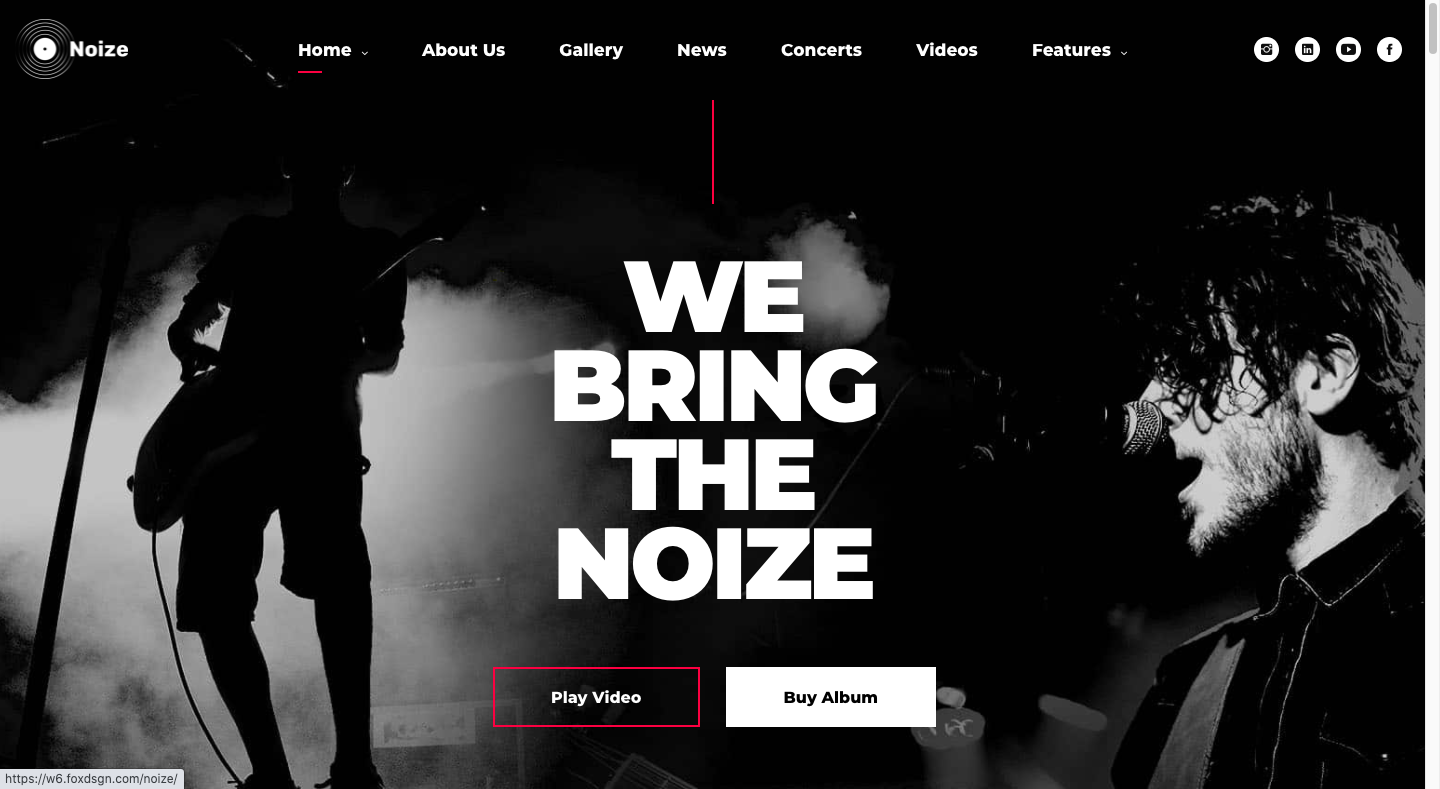 Noize
Home
About Us
Gallery
News
Concerts
Videos
Features
WE
BRING
THE
NOIZE
Play Video
Buy Album
https://w6.foxdsgn.com/noize/